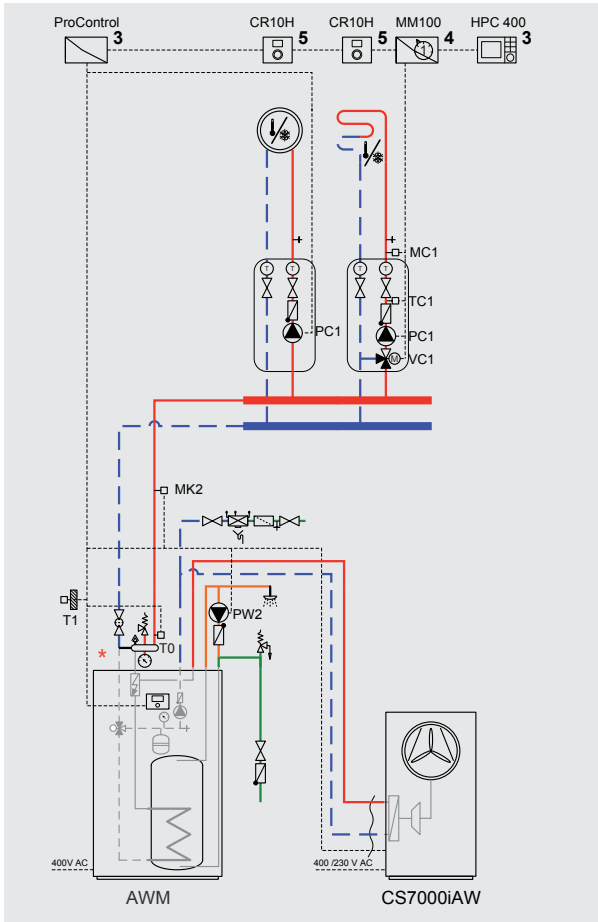 ProControl CR10H CR10H MM100 HPC 400
3 5 5 4 3
1
MC1
T T T T
TC1
PC1 PC1
M VC1
MK2
PW2
T1
T0
*
400V AC 400 /230 V AC
AWM CS7000iAW